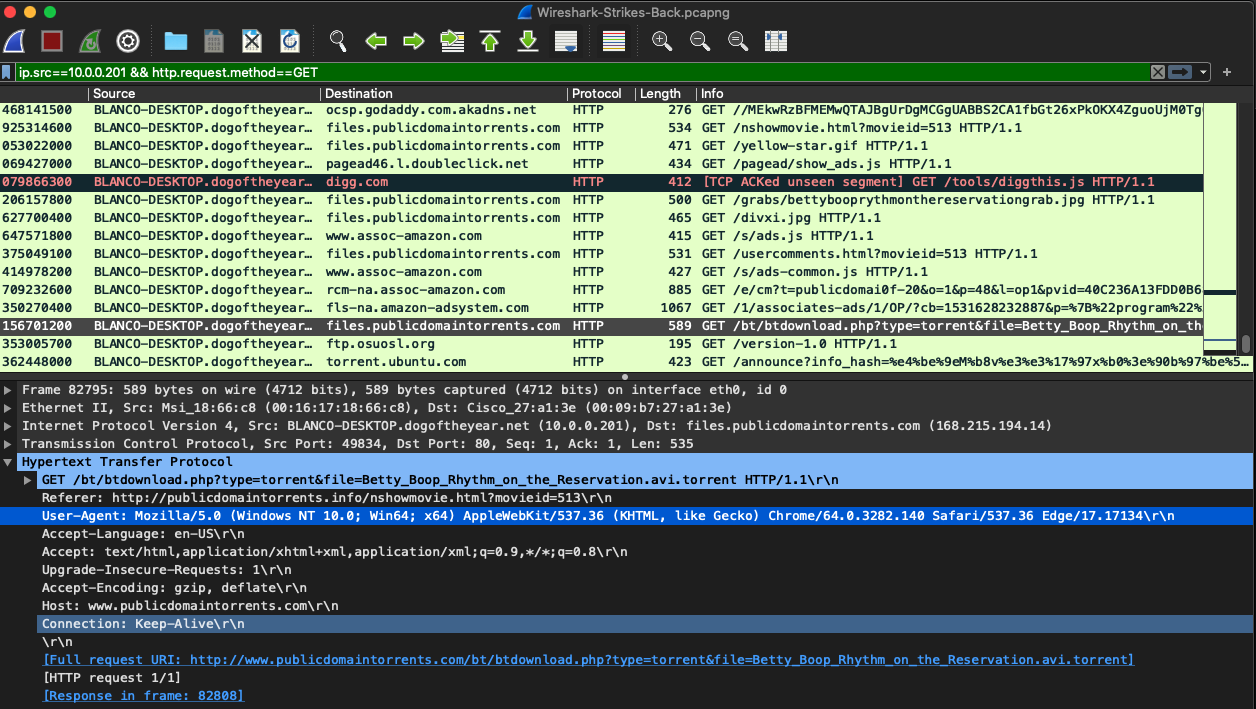 Wireshark-Strikes-Back.pcapng
ip.src==10.0.0.201 && http.request.method==GET
Source Destination Protocol Length Info
468141500 BLANCO-DESKTOP.dogoftheyear… ocsp.godaddy.com.akadns.net HTTP 276 GET //MEkwRzBFMEMwQTAJBgUrDgMCGgUABBS2CA1fbGt26xPkOKX4ZguoUjM0Tg
925314600 BLANCO-DESKTOP.dogoftheyear… files.publicdomaintorrents.com HTTP 534 GET /nshowmovie.html?movieid=513 HTTP/1.1
053022000 BLANCO-DESKTOP.dogoftheyear… files.publicdomaintorrents.com HTTP 471 GET /yellow-star.gif HTTP/1.1
069427000 BLANCO-DESKTOP.dogoftheyear… pagead46.l.doubleclick.net HTTP 434 GET /pagead/show_ads.js HTTP/1.1
079866300 BLANCO-DESKTOP.dogoftheyear… digg.com HTTP 412 [TCP ACKed unseen segment] GET /tools/diggthis.js HTTP/1.1
206157800 BLANCO-DESKTOP.dogoftheyear… files.publicdomaintorrents.com HTTP 500 GET /grabs/bettybooprythmonthereservationgrab.jpg HTTP/1.1
627700400 BLANCO-DESKTOP.dogoftheyear… files.publicdomaintorrents.com HTTP 465 GET /divxi.jpg HTTP/1.1
647571800 BLANCO-DESKTOP.dogoftheyear… www.assoc-amazon.com HTTP 415 GET /s/ads.js HTTP/1.1
375049100 BLANCO-DESKTOP.dogoftheyear… files.publicdomaintorrents.com HTTP 531 GET /usercomments.html?movieid=513 HTTP/1.1
414978200 BLANCO-DESKTOP.dogoftheyear… www.assoc-amazon.com HTTP 427 GET /s/ads-common.js HTTP/1.1
709232600 BLANCO-DESKTOP.dogoftheyear… rcm-na.assoc-amazon.com HTTP 885 GET /e/cm?t=publicdomai0f-20&o=1&p=48&l=op1&pvid=40C236A13FDD0B6
350270400 BLANCO-DESKTOP.dogoftheyear… fls-na.amazon-adsystem.com HTTP 1067 GET /1/associates-ads/1/OP/?cb=1531628232887&p=%7B%22program%22%
156701200 BLANCO-DESKTOP.dogoftheyear… files.publicdomaintorrents.com HTTP 589 GET /bt/btdownload.php?type=torrent&file=Betty_Boop_Rhythm_on_the
353005700 BLANCO-DESKTOP.dogoftheyear… ftp.osuosl.org HTTP 195 GET /version-1.0 HTTP/1.1
362448000 BLANCO-DESKTOP.dogoftheyear… torrent.ubuntu.com HTTP 423 GET /announce?info_hash=%e4%be%9eM%b8v%e3%e3%17%97x%b0%3e%90b%97%be%5…
Frame 82795: 589 bytes on wire (4712 bits), 589 bytes captured (4712 bits) on interface eth0, id 0
Ethernet II, Src: Msi_18:66:c8 (00:16:17:18:66:c8), Dst: Cisco_27:a1:3e (00:09:b7:27:a1:3e)
Internet Protocol Version 4, Src: BLANCO-DESKTOP.dogoftheyear.net (10.0.0.201), Dst: files.publicdomaintorrents.com (168.215.194.14)
Transmission Control Protocol, Src Port: 49834, Dst Port: 80, Seq: 1, Ack: 1, Len: 535
Hypertext Transfer Protocol
GET /bt/btdownload.php?type=torrent&file=Betty_Boop_Rhythm_on_the_Reservation.avi.torrent HTTP/1.1\r\n
Referer: http://publicdomaintorrents.info/nshowmovie.html?movieid=513\r\n
User-Agent: Mozilla/5.0 (Windows NT 10.0; Win64; x64) AppleWebKit/537.36 (KHTML, like Gecko) Chrome/64.0.3282.140 Safari/537.36 Edge/17.17134\r\n
Accept-Language: en-US\r\n
Accept: text/html,application/xhtml+xml,application/xml;q=0.9,*/*;q=0.8\r\n
Upgrade-Insecure-Requests: 1\r\n
Accept-Encoding: gzip, deflate\r\n
Host: www.publicdomaintorrents.com\r\n
Connection: Keep-Alive\r\n
\r\n
[Full request URI: http://www.publicdomaintorrents.com/bt/btdownload.php?type=torrent&file=Betty_Boop_Rhythm_on_the_Reservation.avi.torrent]
[HTTP request 1/1]
[Response in frame: 82808]